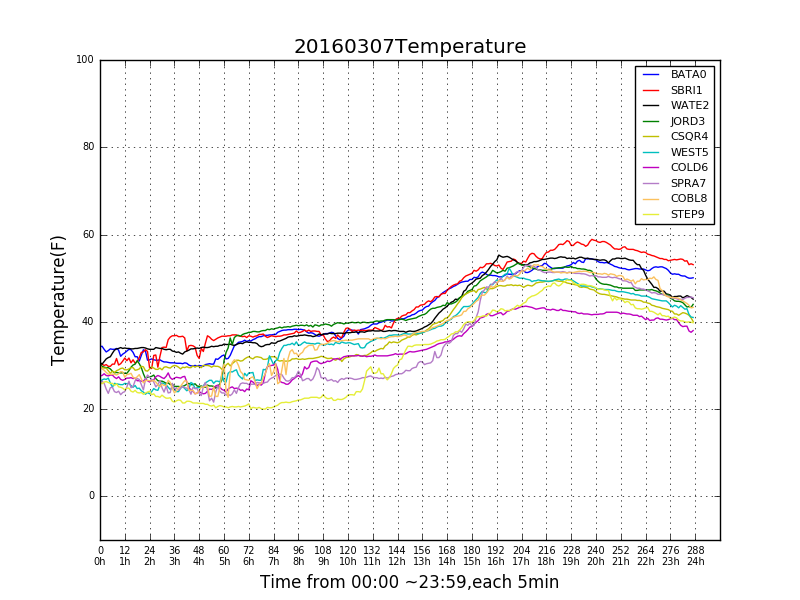 20160307Temperature
100
80
60
40
20
0
Temperature(F)
BATA0
SBRI1
WATE2
JORD3
CSQR4
WEST5
COLD6
SPRA7
COBL8
STEP9
0 12 24 36 48 60 72 84 96 108 120 132 144 156 168 180 192 204 216 228 240 252 264 276 288
0h 1h 2h 3h 4h 5h 6h 7h 8h 9h 10h 11h 12h 13h 14h 15h 16h 17h 18h 19h 20h 21h 22h 23h 24h
Time from 00:00 ~23:59,each 5min